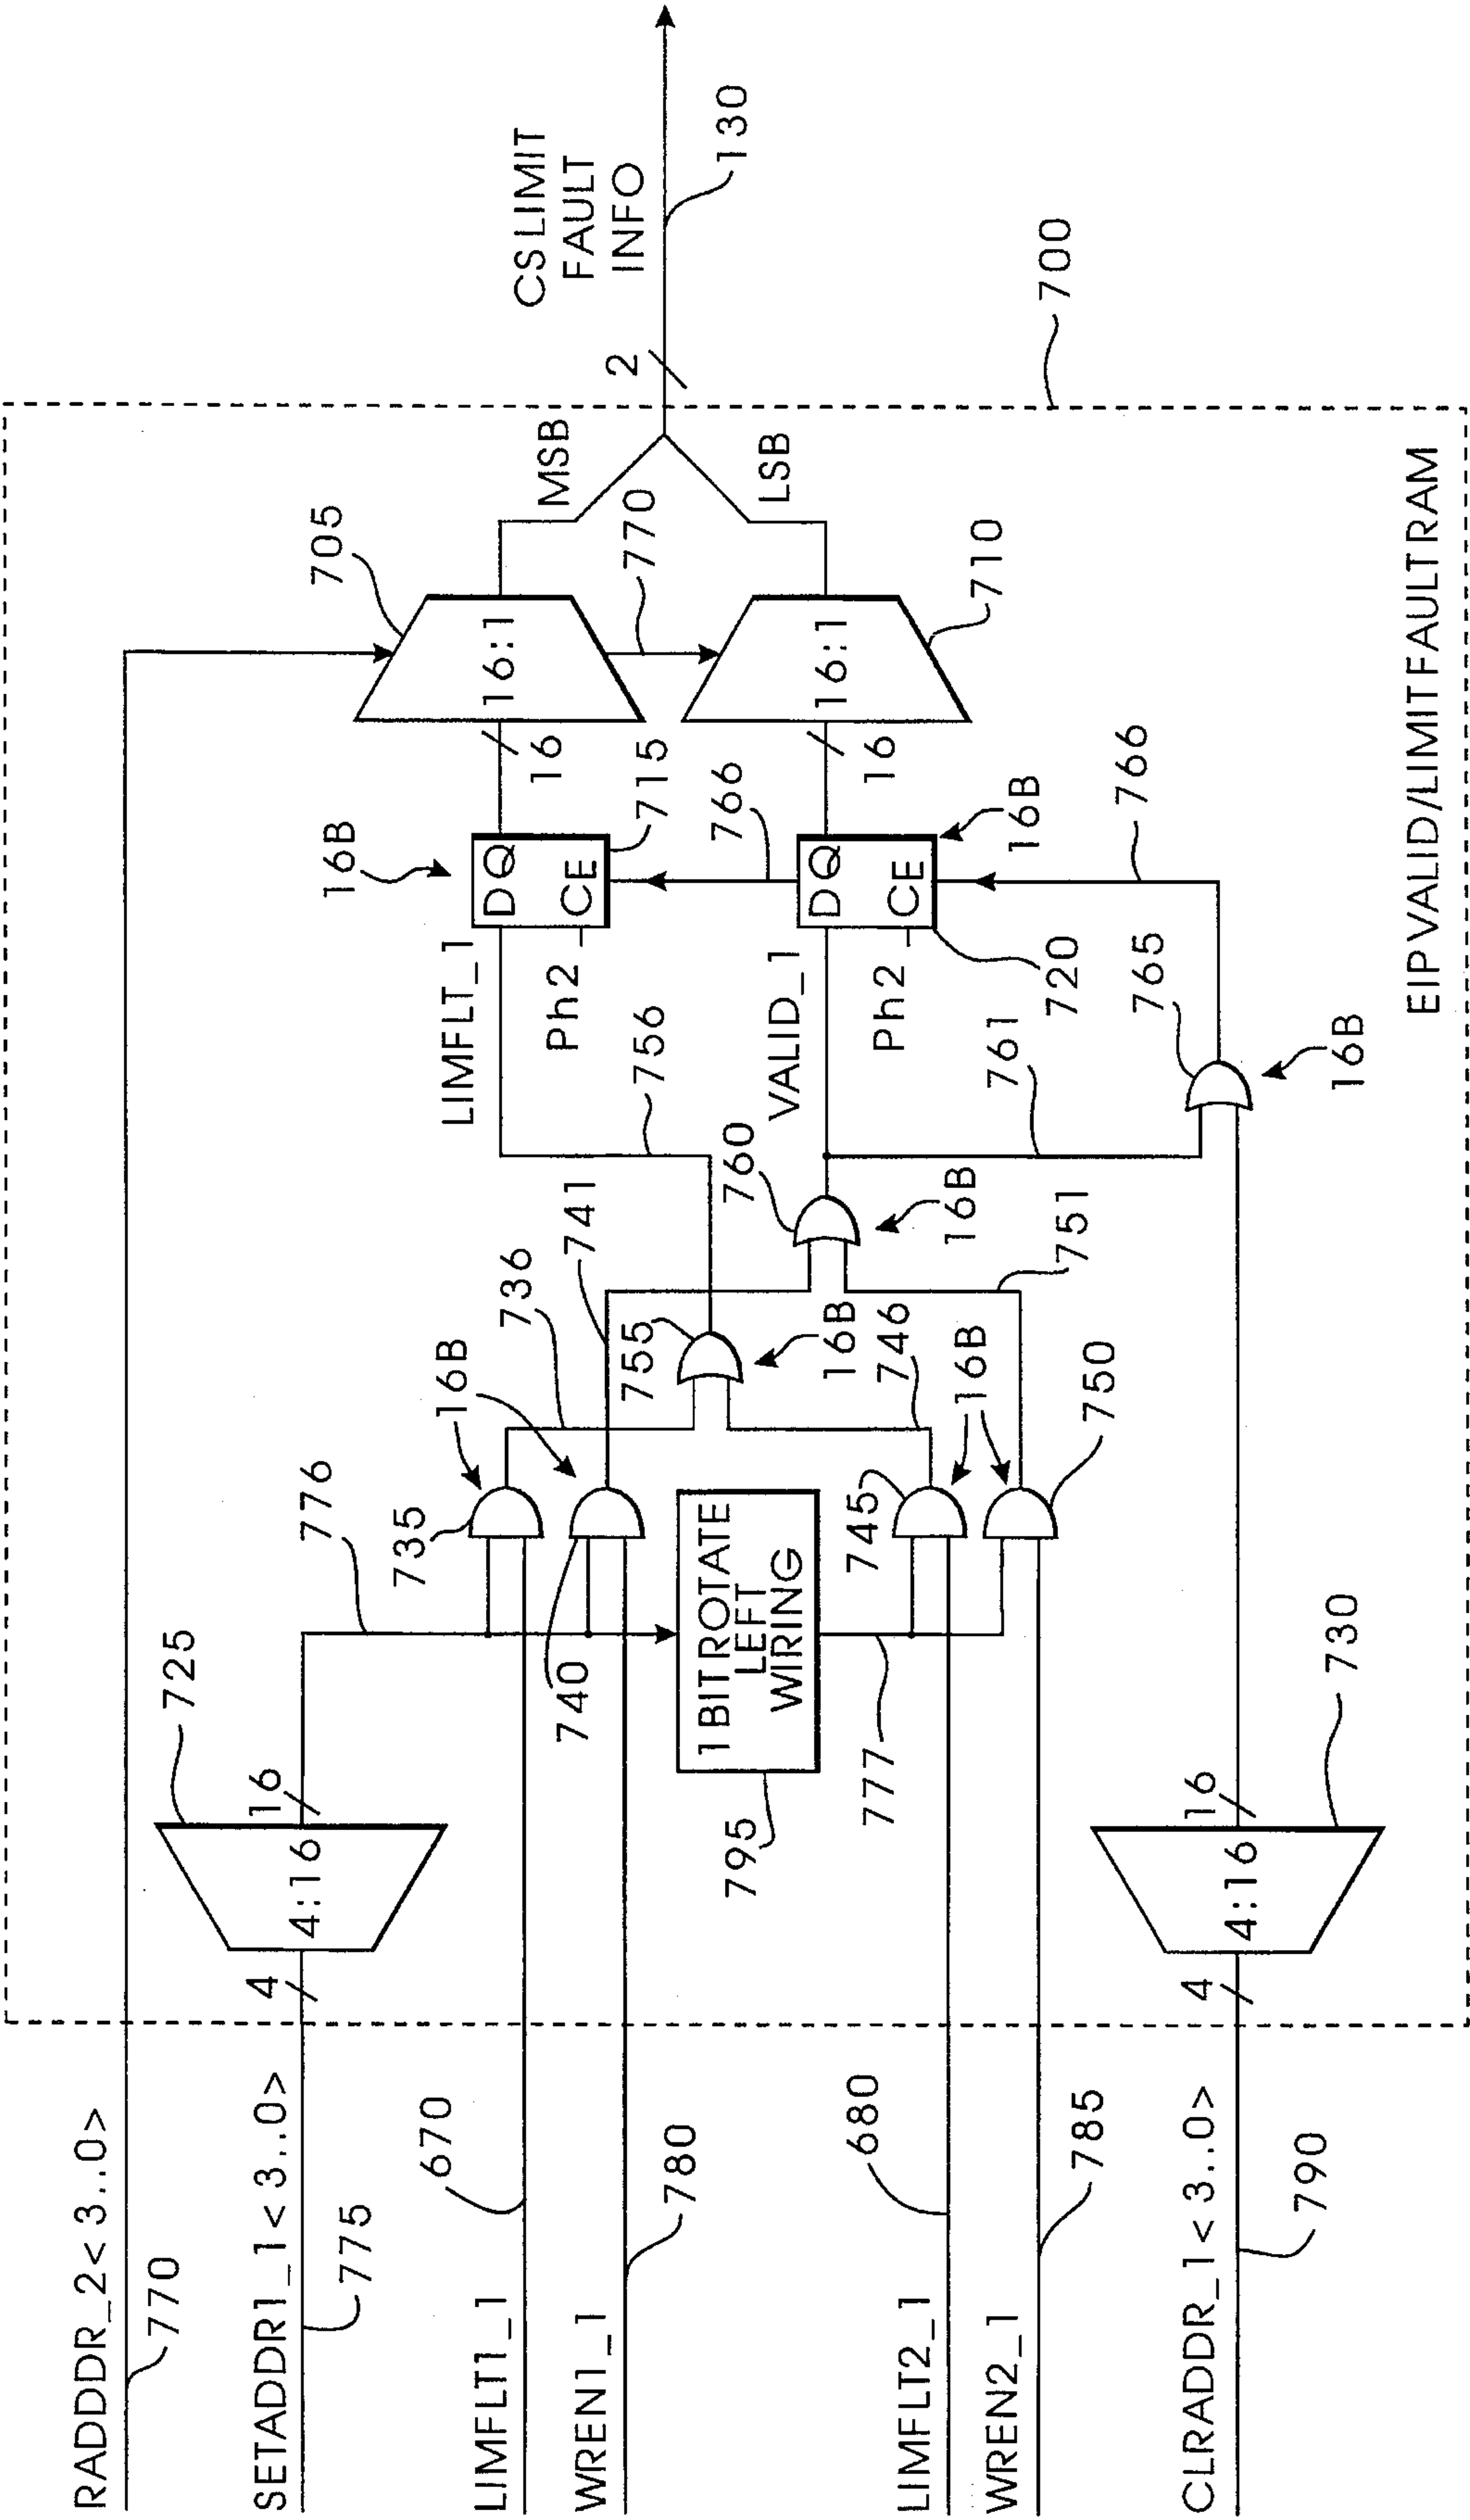 RADDDR_2<3..0>
770
SETADDR1_1<3..0>
775
4
4:16
16
725
776
LIMFLT1_1
670
WREN1_1
780
735
740
16B
736
741
1 BIT ROTATE
LEFT
WIRING
795
777
LIMFLT2_1
680
WREN2_1
785
745
750
16B
746
751
755
16B
756
760
16B
761
CLRADDR_1<3..0>
790
4
4:16
16
730
765
16B
766
LIMFLT_1
Ph2
D Q
CE
16B
715
16
VALID_1
Ph2
D Q
CE
16B
720
766
16
705
16:1
770
16:1
710
MSB
LSB
2
CS LIMIT
FAULT
INFO
130
700
EIP VALID/LIMIT FAULT RAM